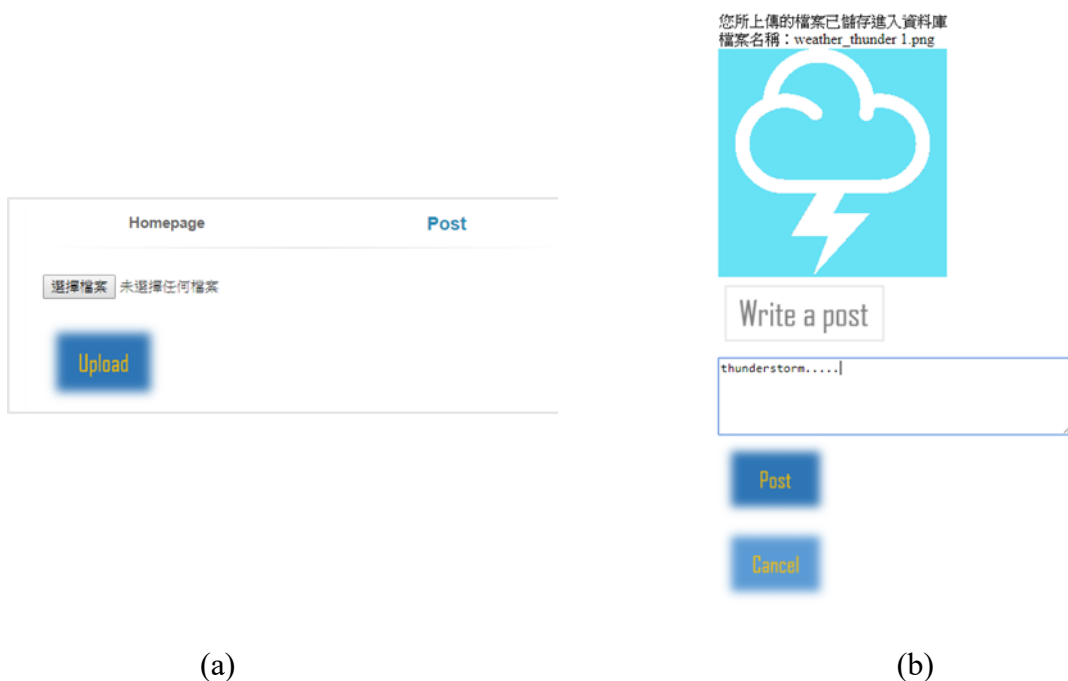 Homepage
Post
選擇檔案 未選擇任何檔案
Upload
(a)
您所上傳的檔案已儲存進入資料庫
檔案名稱：weather_thunder 1.png
Write a post
thunderstorm.....
Post
Cancel
(b)